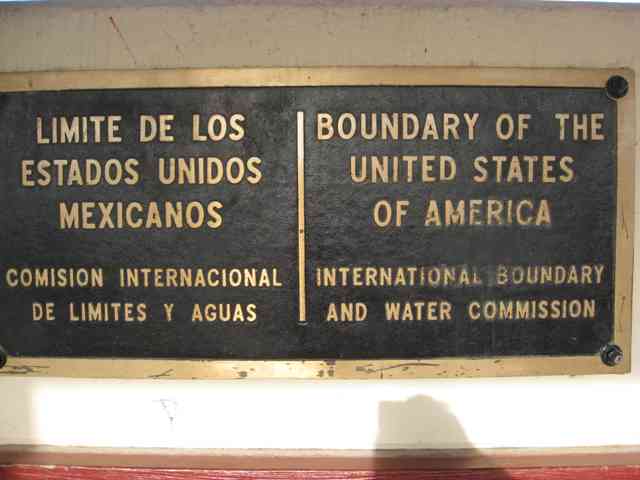 LIMITE DE LOS
ESTADOS UNIDOS
MEXICANOS
COMISION INTERNACIONAL
DE LIMITES Y AGUAS
BOUNDARY OF THE
UNITED STATES
OF AMERICA
INTERNATIONAL BOUNDARY
AND WATER COMMISSION